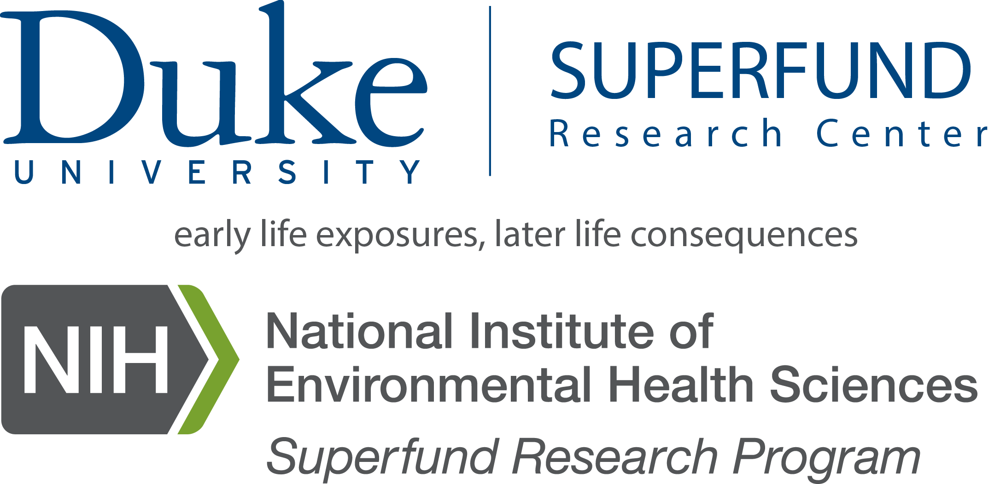 Duke
UNIVERSITY
SUPERFUND
Research Center
early life exposures, later life consequences
NIH
National Institute of
Environmental Health Sciences
Superfund Research Program